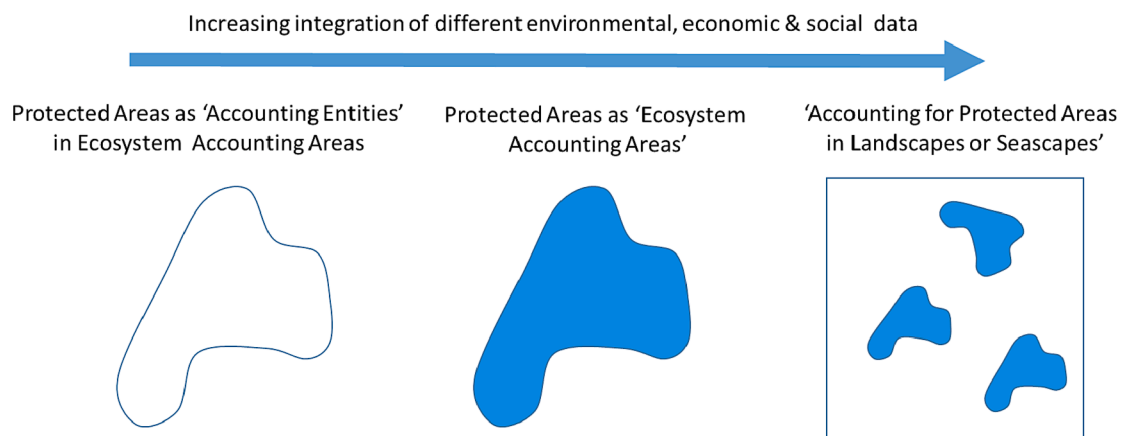 Increasing integration of different environmental, economic & social data
Protected Areas as ‘Accounting Entities’
in Ecosystem Accounting Areas
Protected Areas as ‘Ecosystem
Accounting Areas’
‘Accounting for Protected Areas
in Landscapes or Seascapes’